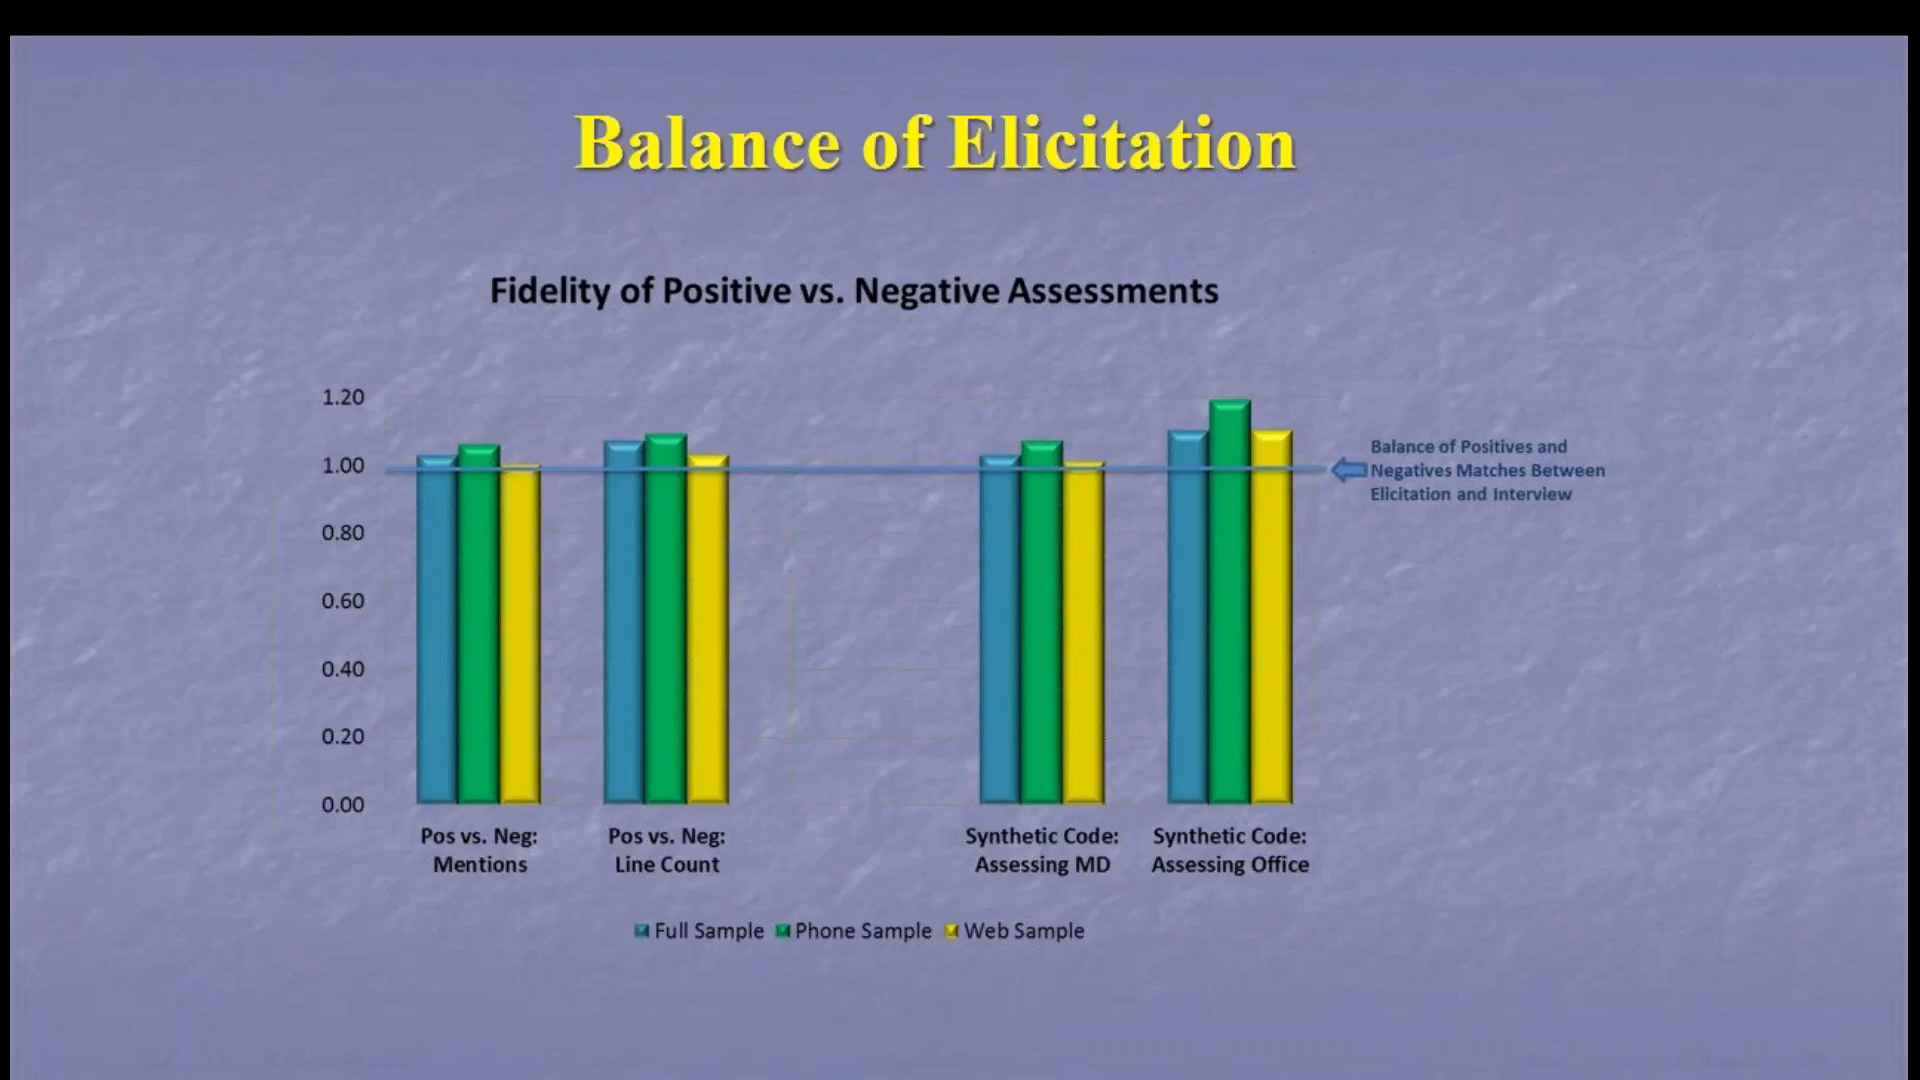 Balance of Elicitation
Fidelity of Positive vs. Negative Assessments
1.20
1.00
0.80
0.60
0.40
0.20
0.00
Balance of Positives and
Negatives Matches Between
Elicitation and Interview
Pos vs. Neg:
Mentions
Pos vs. Neg:
Line Count
Synthetic Code:
Assessing MD
Synthetic Code:
Assessing Office
Full Sample Phone Sample Web Sample